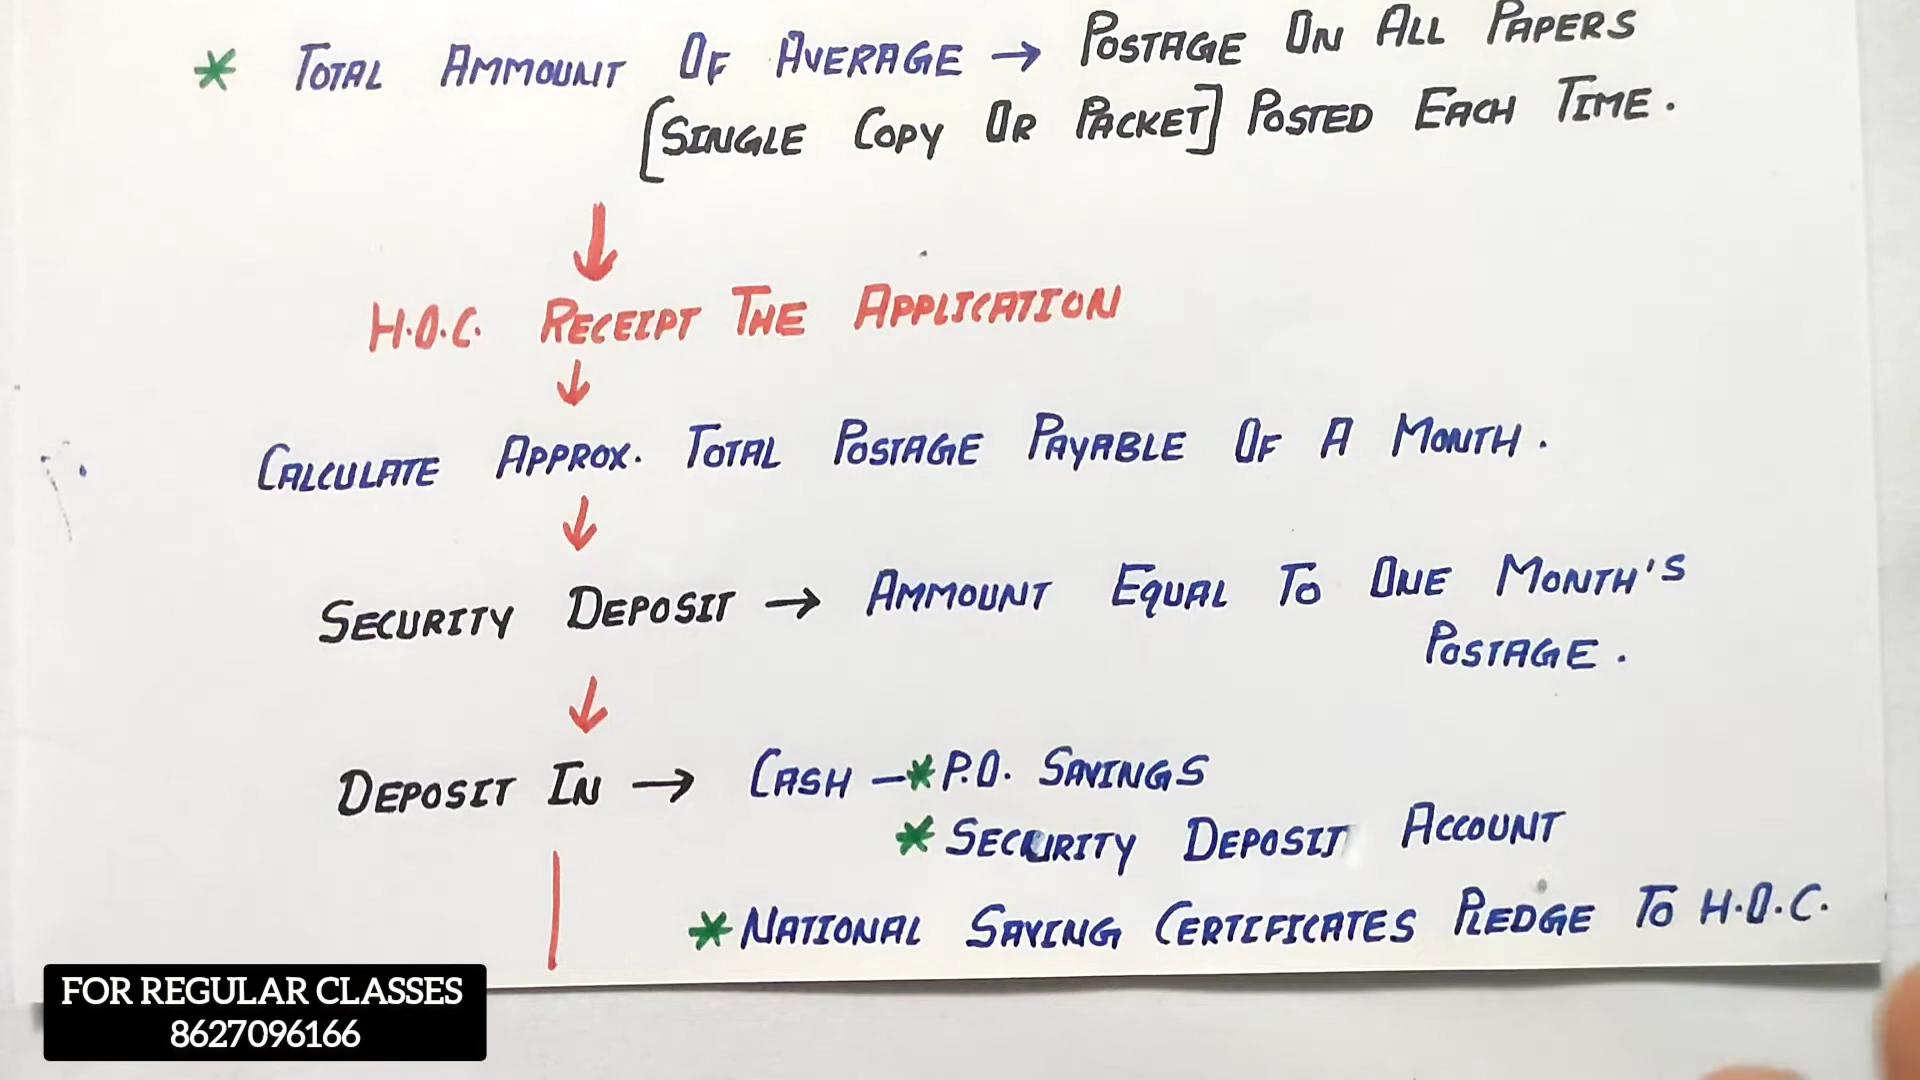 * TOTAL AMMOUNT OF AVERAGE → POSTAGE ON ALL PAPERS
[SINGLE COPY OR PACKET] POSTED EACH TIME.
H.O.C. RECEIPT THE APPLICATION
CALCULATE APPROX. TOTAL POSTAGE PAYABLE OF A MONTH.
SECURITY DEPOSIT → AMMOUNT EQUAL TO ONE MONTH'S
POSTAGE.
DEPOSIT IN → CASH - * P.O. SAVINGS
* SECURITY DEPOSIT ACCOUNT
* NATIONAL SAVING CERTIFICATES PLEDGE TO H.O.C.
FOR REGULAR CLASSES
8627096166